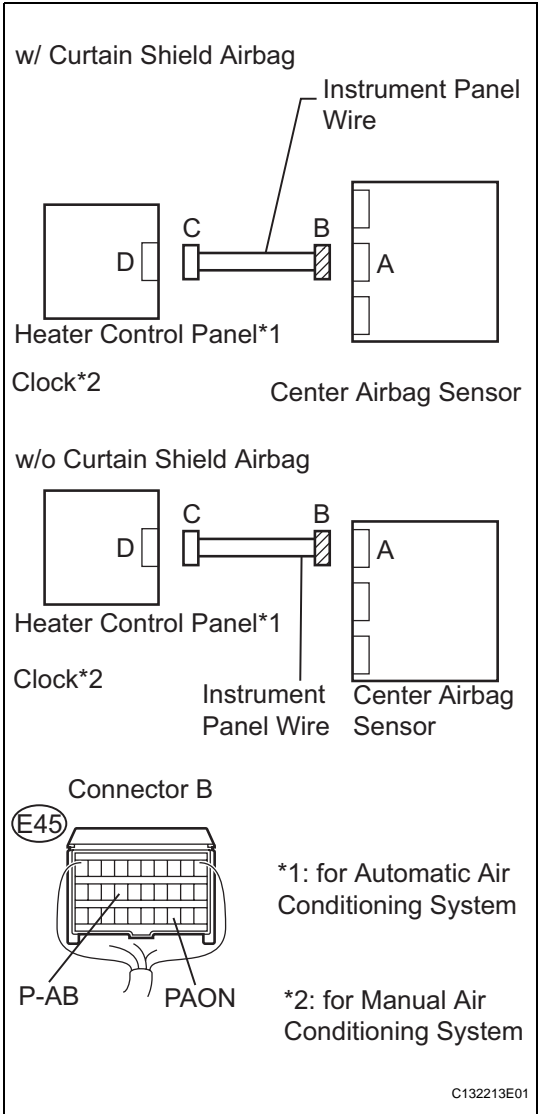 w/ Curtain Shield Airbag
Instrument Panel
Wire
C
B
D
A
Heater Control Panel*1
Clock*2
Center Airbag Sensor
w/o Curtain Shield Airbag
C
B
D
A
Heater Control Panel*1
Clock*2
Instrument
Panel Wire
Center Airbag
Sensor
Connector B
E45
*1: for Automatic Air
Conditioning System
P-AB
PAON
*2: for Manual Air
Conditioning System
C132213E01